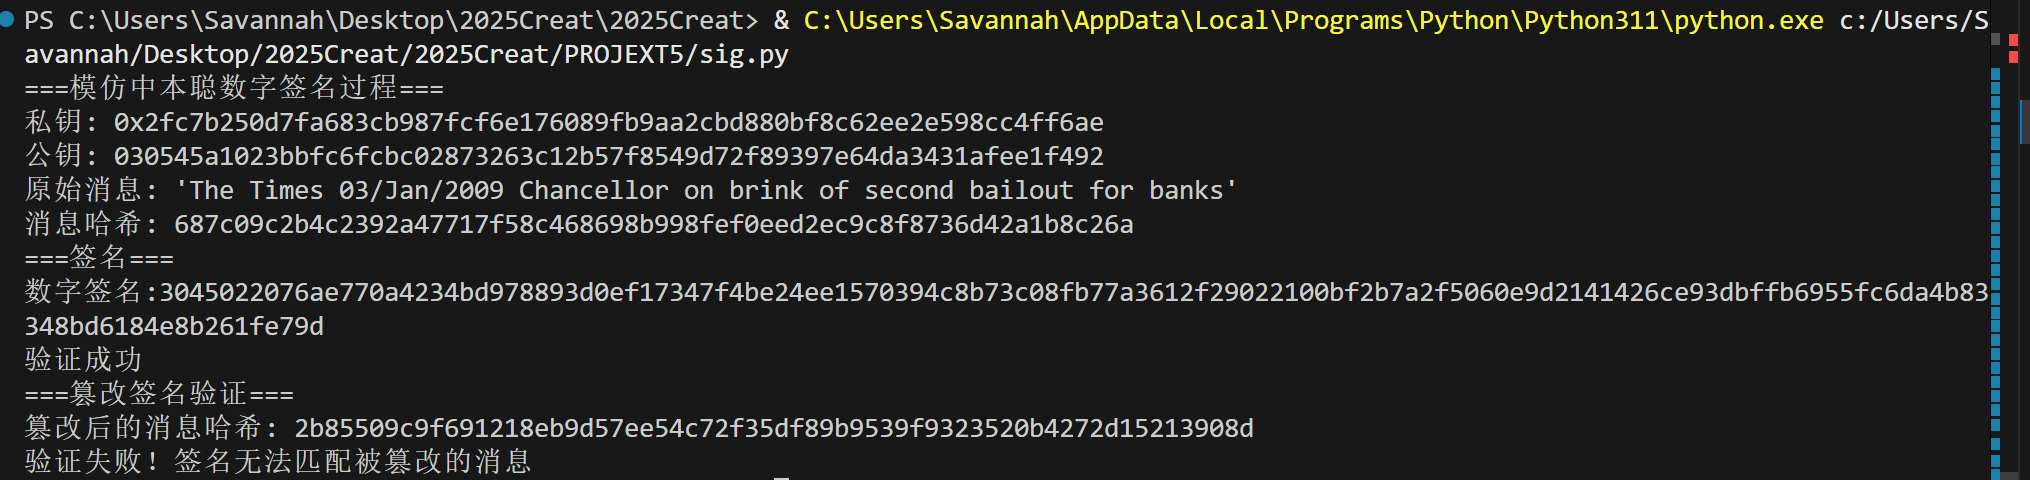 PS C:\Users\Savannah\Desktop\2025Creat\2025Creat> & C:\Users\Savannah\AppData\Local\Programs\Python\Python311\python.exe c:/Users/S
avannah/Desktop/2025Creat/2025Creat/PROJEXT5/sig.py
===模仿中本聪数字签名过程===
私钥: 0x2fc7b250d7fa683cb987fcf6e176089fb9aa2cbd880bf8c62ee2e598cc4ff6ae
公钥: 030545a1023bbfc6fcbc02873263c12b57f8549d72f89397e64da3431afee1f492
原始消息: 'The Times 03/Jan/2009 Chancellor on brink of second bailout for banks'
消息哈希: 687c09c2b4c2392a47717f58c468698b998fef0eed2ec9c8f8736d42a1b8c26a
===签名===
数字签名:3045022076ae770a4234bd978893d0ef17347f4be24ee1570394c8b73c08fb77a3612f29022100bf2b7a2f5060e9d2141426ce93dbffb6955fc6da4b83
348bd6184e8b261fe79d
验证成功
===篡改签名验证===
篡改后的消息哈希: 2b85509c9f691218eb9d57ee54c72f35df89b9539f9323520b4272d15213908d
验证失败! 签名无法匹配被篡改的消息